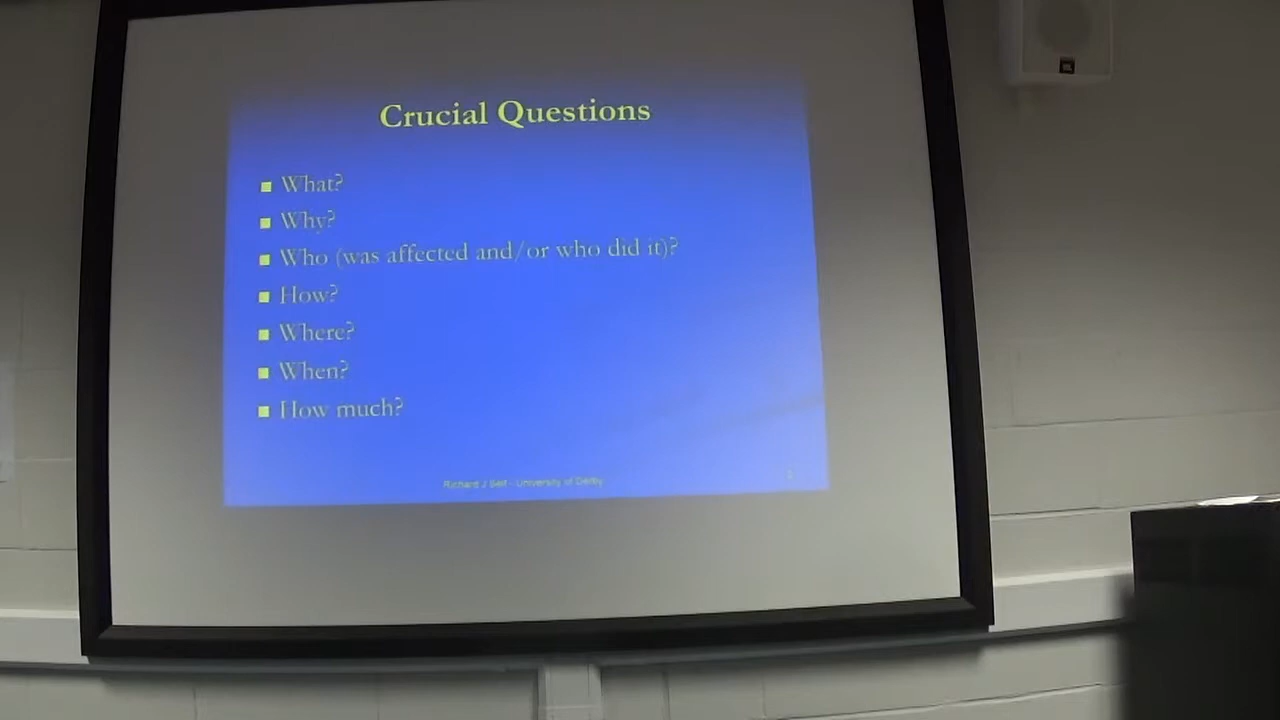 Crucial Questions
What?
Why?
Who (was affected and/or who did it)?
How?
Where?
When?
How much?
Richard J Self - University of Derby
JBL